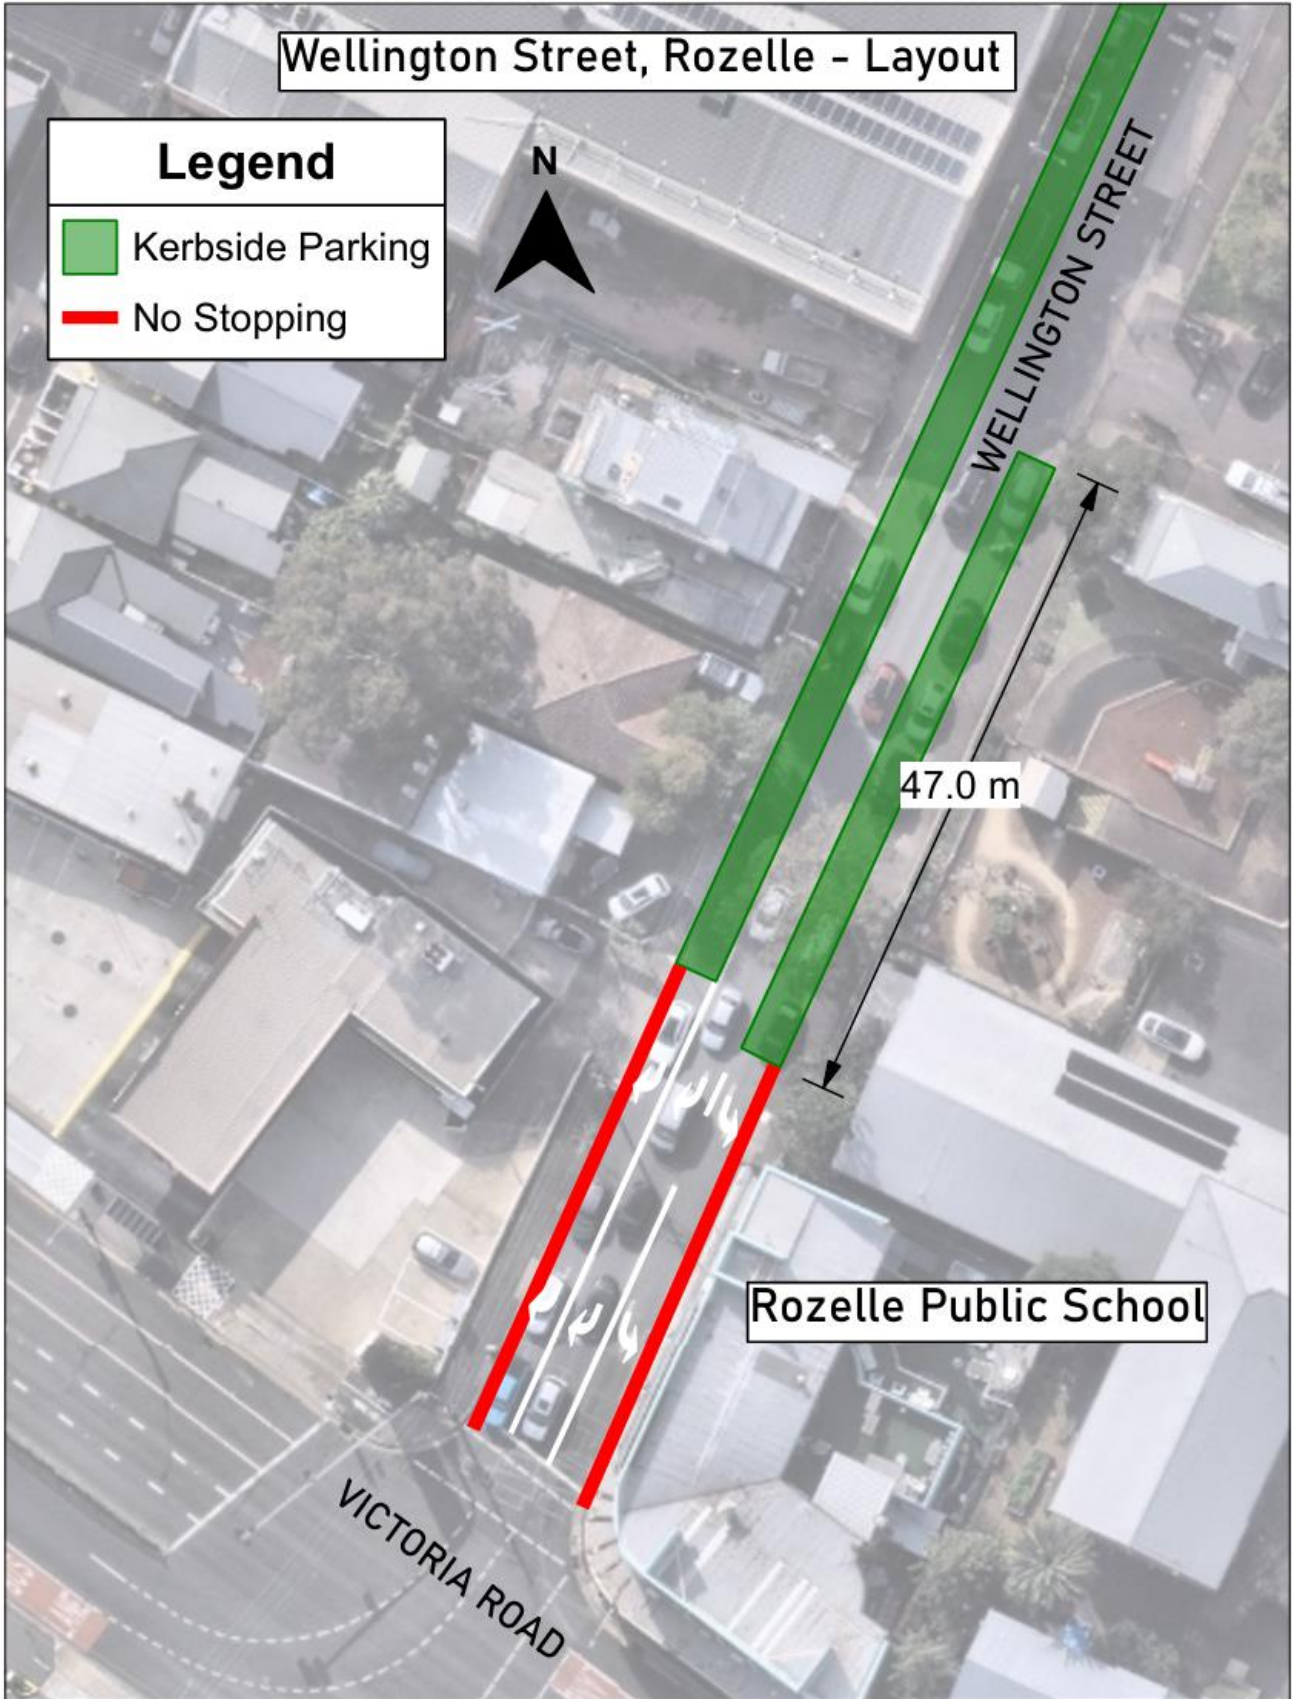 Wellington Street, Rozelle - Layout
Legend
Kerbside Parking
No Stopping
N
WELLINGTON STREET
47.0 m
Rozelle Public School
VICTORIA ROAD